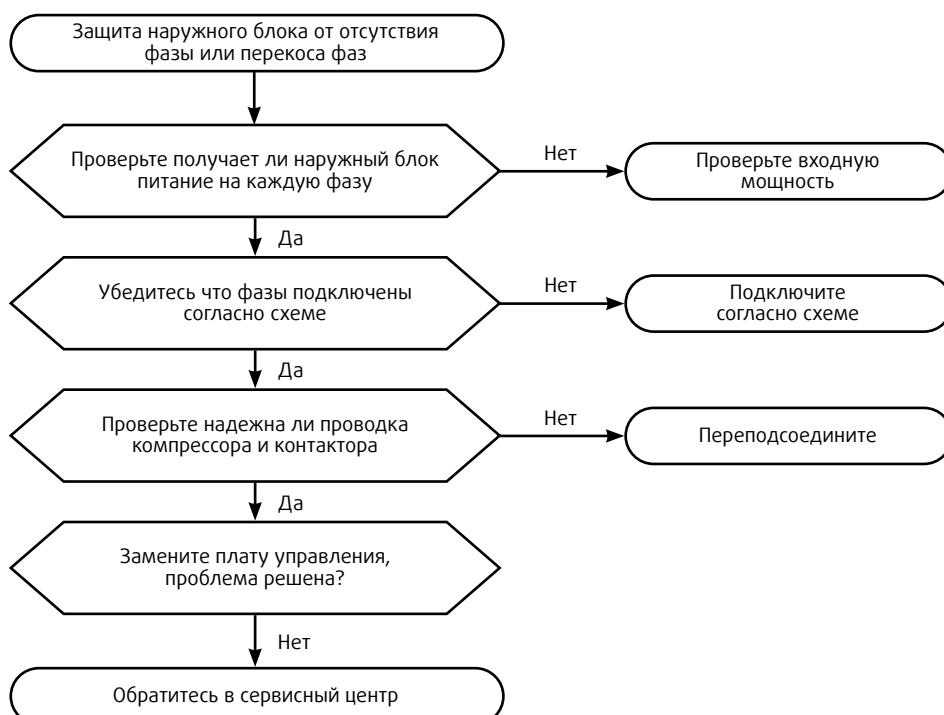 Защита наружного блока от отсутствия
фазы или перекоса фаз
Проверьте получает ли наружный блок
питание на каждую фазу
Нет
Проверьте входную
мощность
Да
Убедитесь что фазы подключены
согласно схеме
Нет
Подключите
согласно схеме
Да
Проверьте надежна ли проводка
компрессора и контактора
Нет
Переподсоедините
Да
Замените плату управления,
проблема решена?
Нет
Обратитесь в сервисный центр